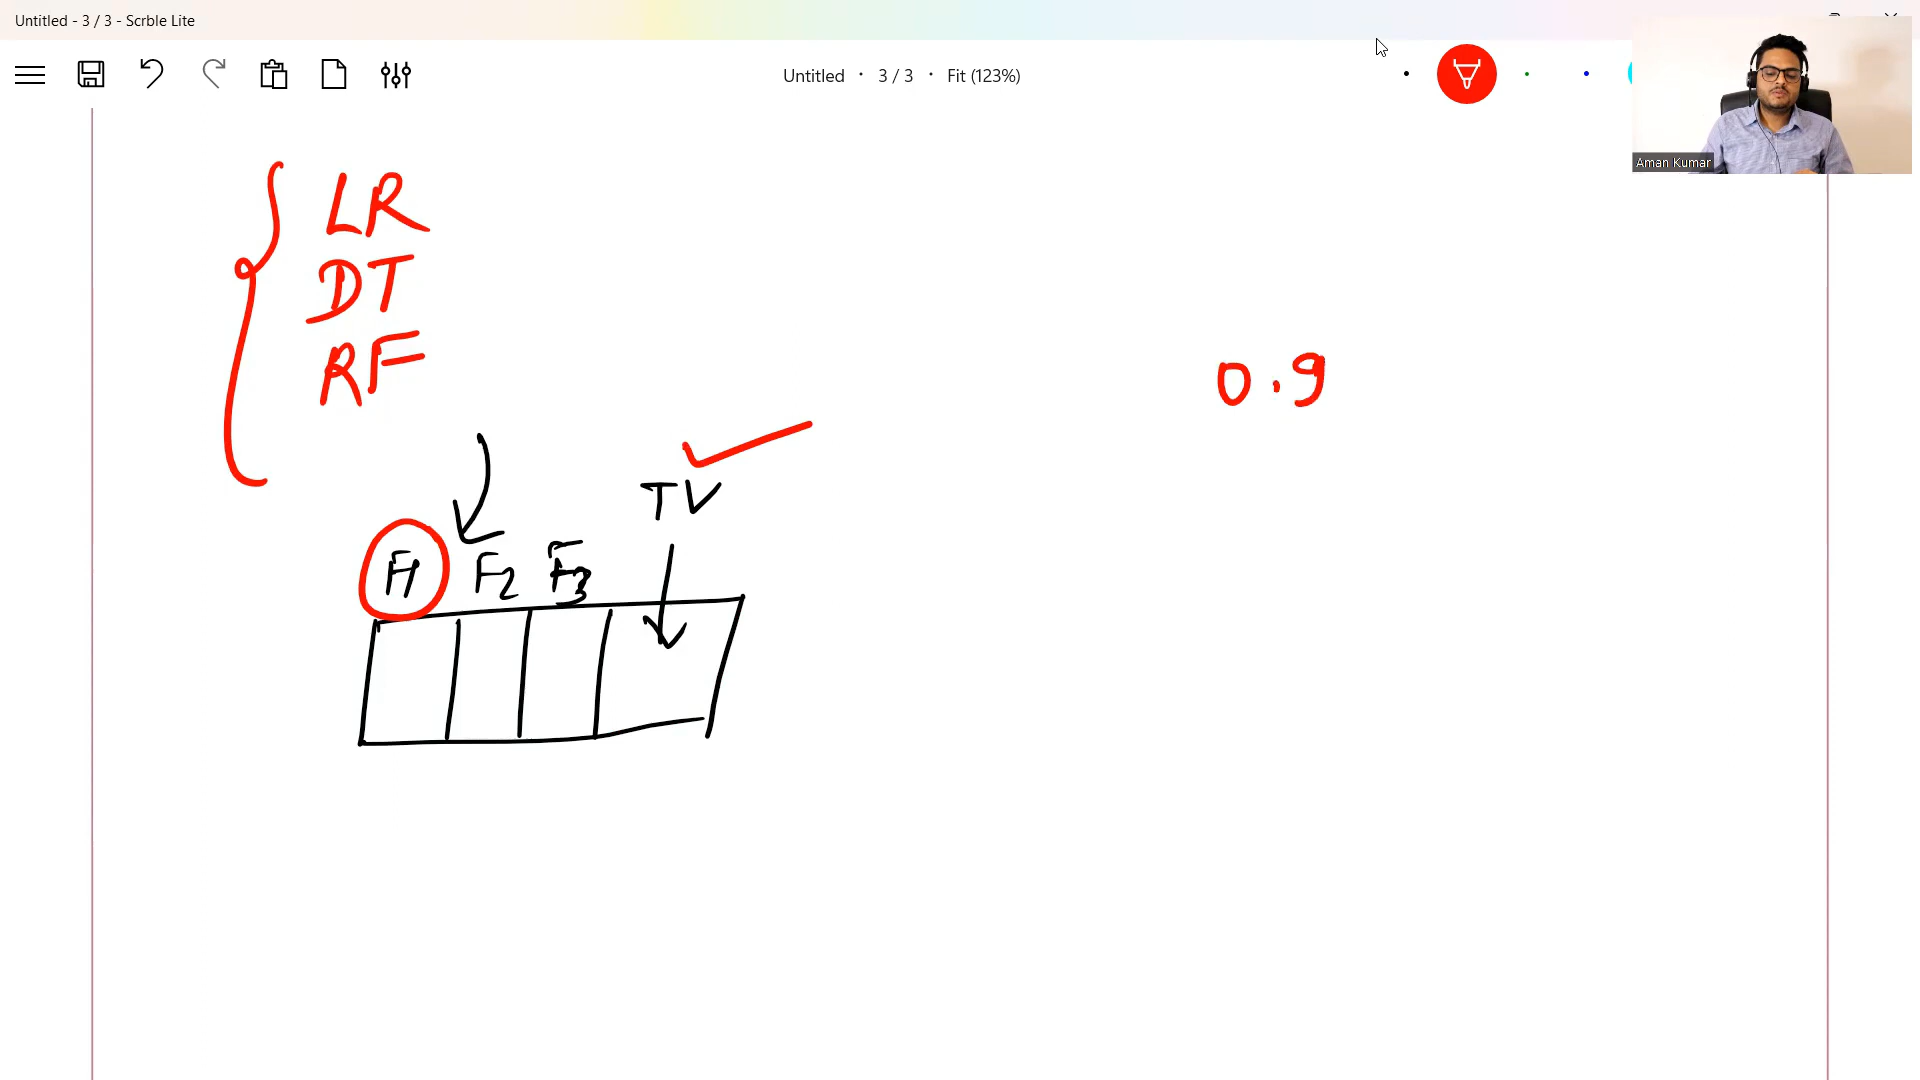 Untitled - 3 / 3 - Scrble Lite
Untitled · 3 / 3 · Fit (123%)
Aman Kumar
LR
DT
RF
0.9
TV
F1 F2 F3